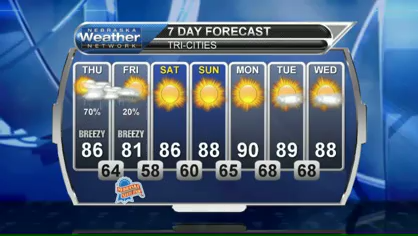 NEBRASKA
Weather
NETWORK
7 DAY FORECAST
TRI-CITIES
THU FRI SAT SUN MON TUE WED
70% 20%
BREEZY BREEZY
86 81 86 88 90 89 88
64 58 60 65 68 68